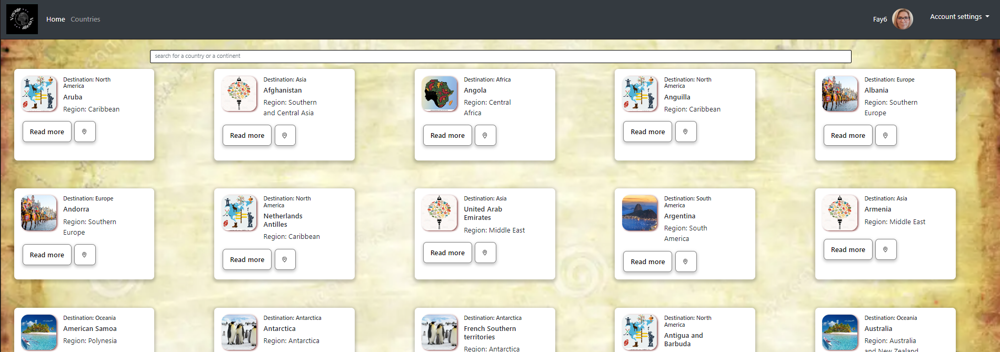 Voyage
Voyage
Home
Countries
Fay6
Account settings
search for a country or a continent
Destination: North
America
Aruba
Region: Caribbean
Read more
Destination: Asia
Afghanistan
Region: Southern
and Central Asia
Read more
Destination: Africa
Angola
Region: Central
Africa
Read more
Destination: North
America
Anguilla
Region: Caribbean
Read more
Destination: Europe
Albania
Region: Southern
Europe
Read more
Destination: Europe
Andorra
Region: Southern
Europe
Read more
Destination: North
America
Netherlands
Antilles
Region: Caribbean
Read more
Destination: Asia
United Arab
Emirates
Region: Middle East
Read more
Destination: South
America
Argentina
Region: South
America
Read more
Destination: Asia
Armenia
Region: Middle East
Read more
Destination: Oceania
American Samoa
Region: Polynesia
Destination: Antarctica
Antarctica
Region: Antarctica
Destination: Antarctica
French Southern
territories
Region: Antarctica
Destination: North
America
Antigua and
Barbuda
Destination: Oceania
Australia
Region: Australia
and New Zealand